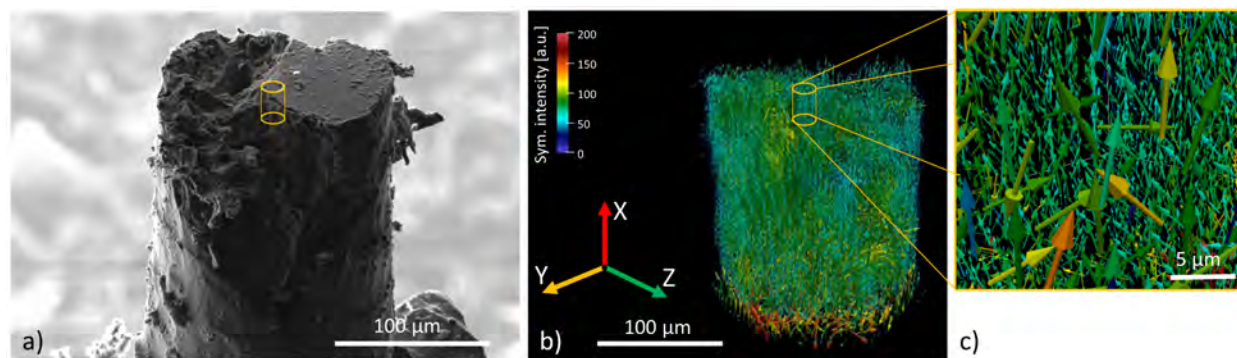 100 μm
a)
Sym. intensity [a.u.]
200
150
100
50
0
X
Y
Z
100 μm
b)
5 μm
c)